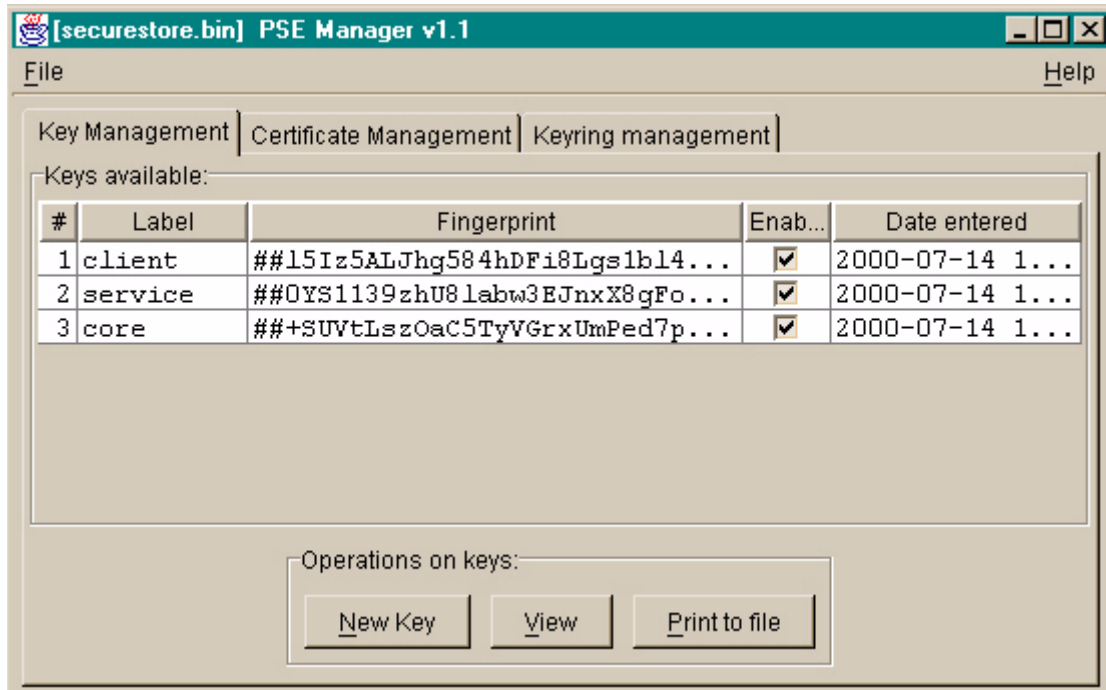 [securestore.bin] PSE Manager v1.1
File Help
Key Management Certificate Management Keyring management
Keys available:
# Label Fingerprint Enab... Date entered
1 client ##l5Iz5ALJhg584hDFi8Lgs1bl4... 2000-07-14 1...
2 service ##0YS1139zhU8labw3EJnxX8gFo... 2000-07-14 1...
3 core ##+SUVtLszOaC5TyVGrxUmPed7p... 2000-07-14 1...
Operations on keys:
New Key View Print to file